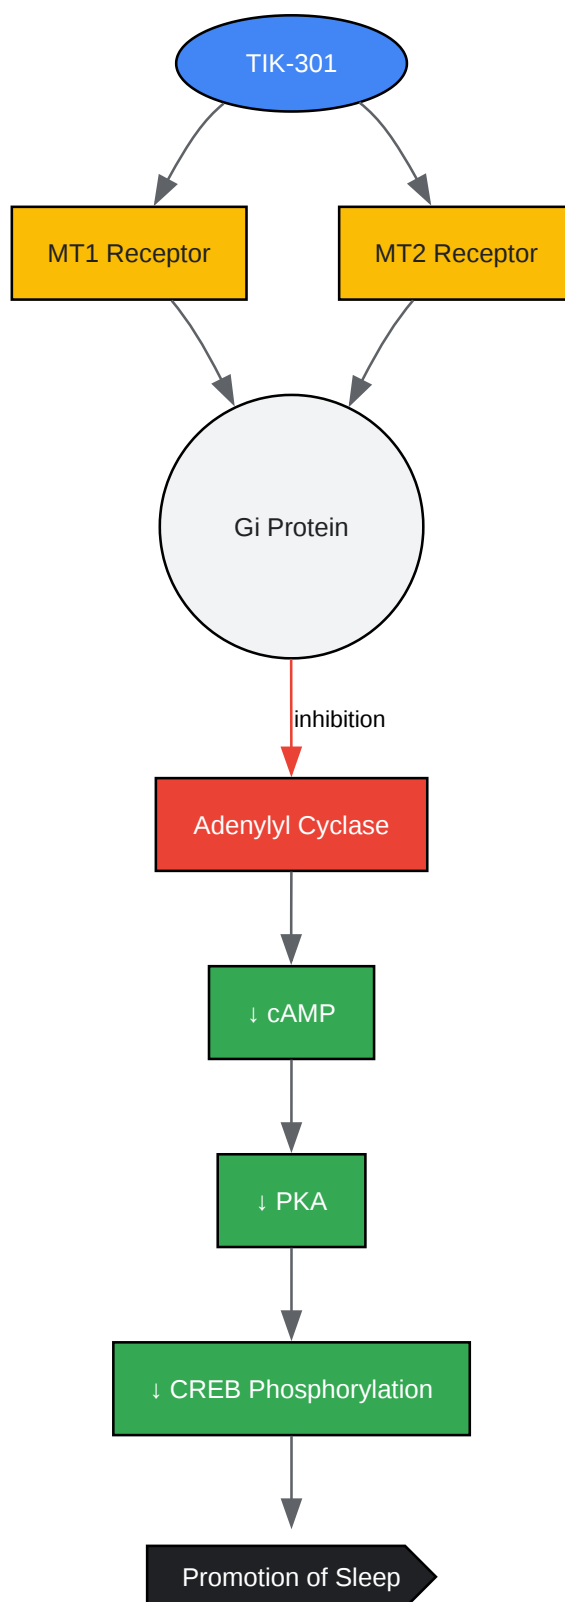 TIK-301
MT1 Receptor
MT2 Receptor
Gi Protein
inhibition
Adenylyl Cyclase
↓ cAMP
↓ PKA
↓ CREB Phosphorylation
Promotion of Sleep